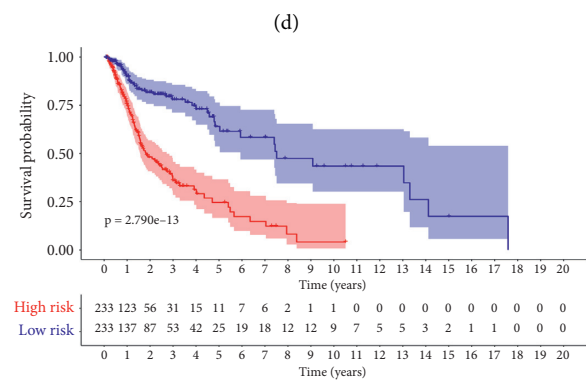 (d)
1.00
0.75
0.50
0.25
0.00
Survival probability
p = 2.790e–13
0 1 2 3 4 5 6 7 8 9 10 11 12 13 14 15 16 17 18 19 20
Time (years)
High risk 233 123 56 31 15 11 7 6 2 1 1 0 0 0 0 0 0 0 0 0 0
Low risk 233 137 87 53 42 25 19 18 12 12 9 7 5 5 3 2 1 1 0 0 0
0 1 2 3 4 5 6 7 8 9 10 11 12 13 14 15 16 17 18 19 20
Time (years)